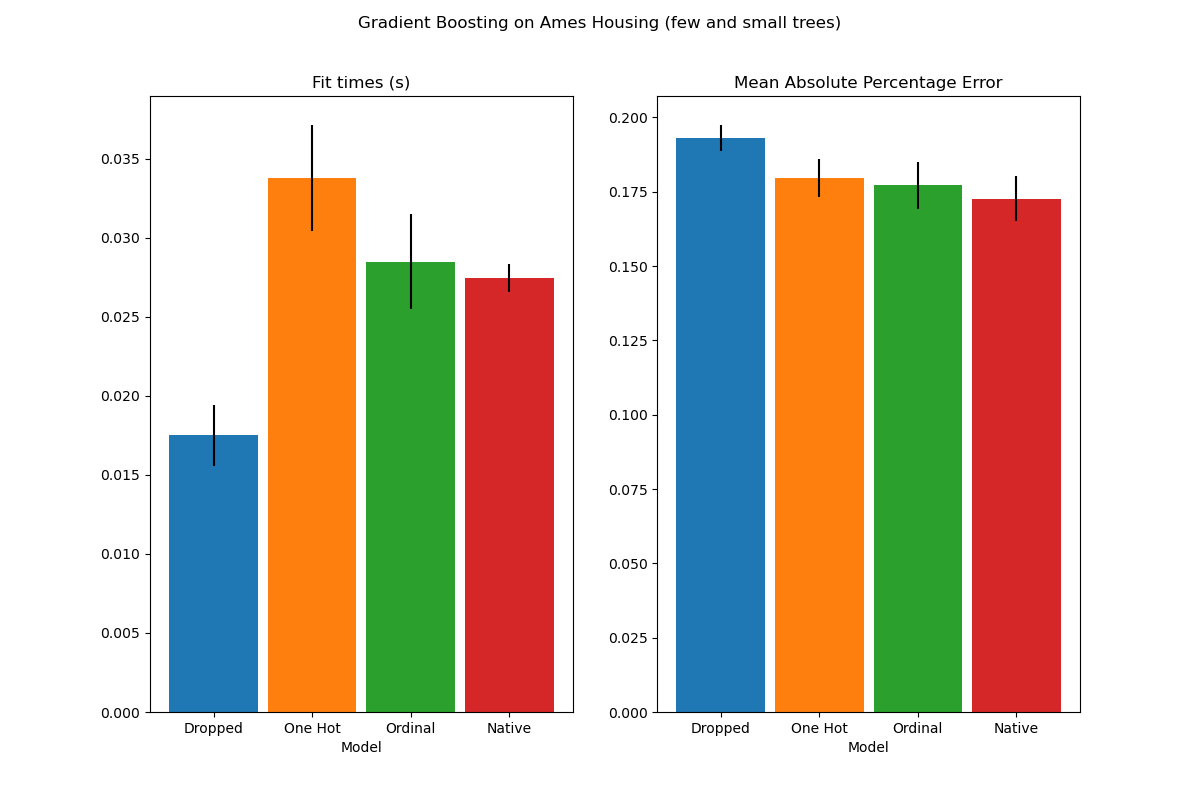 Gradient Boosting on Ames Housing (few and small trees)
Fit times (s)
0.035
0.030
0.025
0.020
0.015
0.010
0.005
0.000
Dropped One Hot Ordinal Native
Model
Mean Absolute Percentage Error
0.200
0.175
0.150
0.125
0.100
0.075
0.050
0.025
0.000
Dropped One Hot Ordinal Native
Model